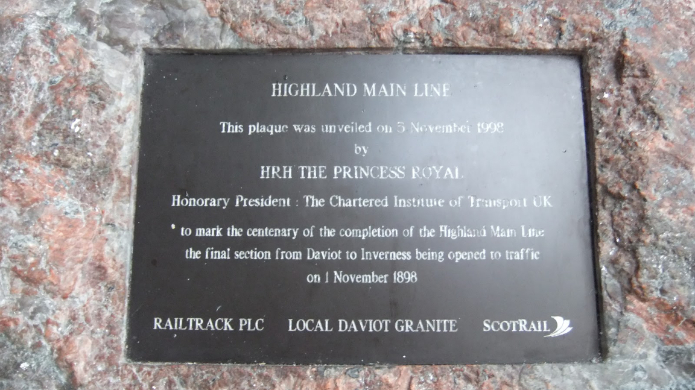 HIGHLAND MAIN LINE
This plaque was unveiled on 5 November 1998
by
HRH THE PRINCESS ROYAL
Honorary President : The Chartered Institute of Transport UK
to mark the centenary of the completion of the Highland Main Line
the final section from Daviot to Inverness being opened to traffic
on 1 November 1898
RAILTRACK PLC LOCAL DAVIOT GRANITE SCOTRAIL